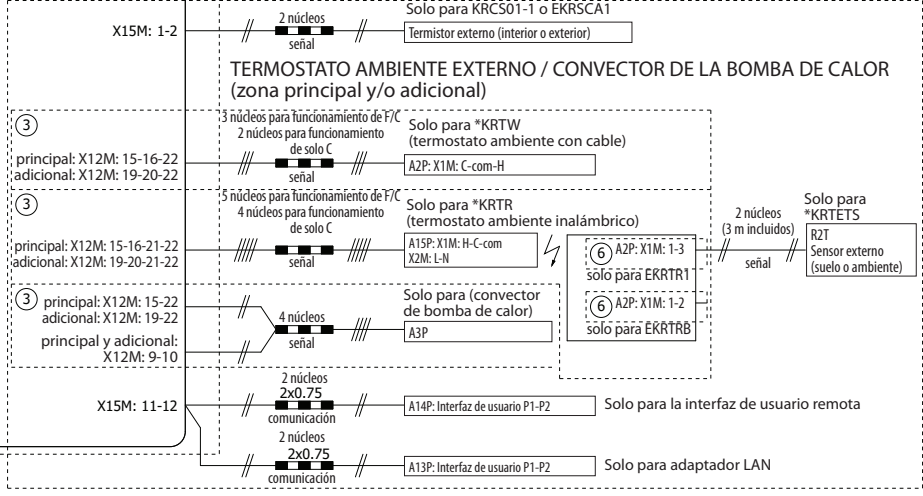 Solo para KRCS01-1 o EKRSCA1
2 núcleos
X15M: 1-2
señal
Termistor externo (interior o exterior)
TERMOSTATO AMBIENTE EXTERNO / CONVECTOR DE LA BOMBA DE CALOR
(zona principal y/o adicional)
3
3 núcleos para funcionamiento de F/C
2 núcleos para funcionamiento
de solo C
Solo para *KRTW
(termostato ambiente con cable)
principal: X12M: 15-16-22
adicional: X12M: 19-20-22
señal
A2P: X1M: C-com-H
3
5 núcleos para funcionamiento de F/C
4 núcleos para funcionamiento
de solo C
Solo para *KRTR
(termostato ambiente inalámbrico)
principal: X12M: 15-16-21-22
adicional: X12M: 19-20-21-22
señal
A15P: X1M: H-C-com
X2M: L-N
6 A2P: X1M: 1-3
solo para EKRTR1
6 A2P: X1M: 1-2
solo para EKRTRB
2 núcleos
(3 m incluidos)
señal
Solo para
*KRTETS
R2T
Sensor externo
(suelo o ambiente)
3
principal: X12M: 15-22
adicional: X12M: 19-22
principal y adicional:
X12M: 9-10
4 núcleos
señal
Solo para (convector
de bomba de calor)
A3P
X15M: 11-12
2 núcleos
2x0.75
comunicación
A14P: Interfaz de usuario P1-P2
Solo para la interfaz de usuario remota
2 núcleos
2x0.75
comunicación
A13P: Interfaz de usuario P1-P2
Solo para adaptador LAN